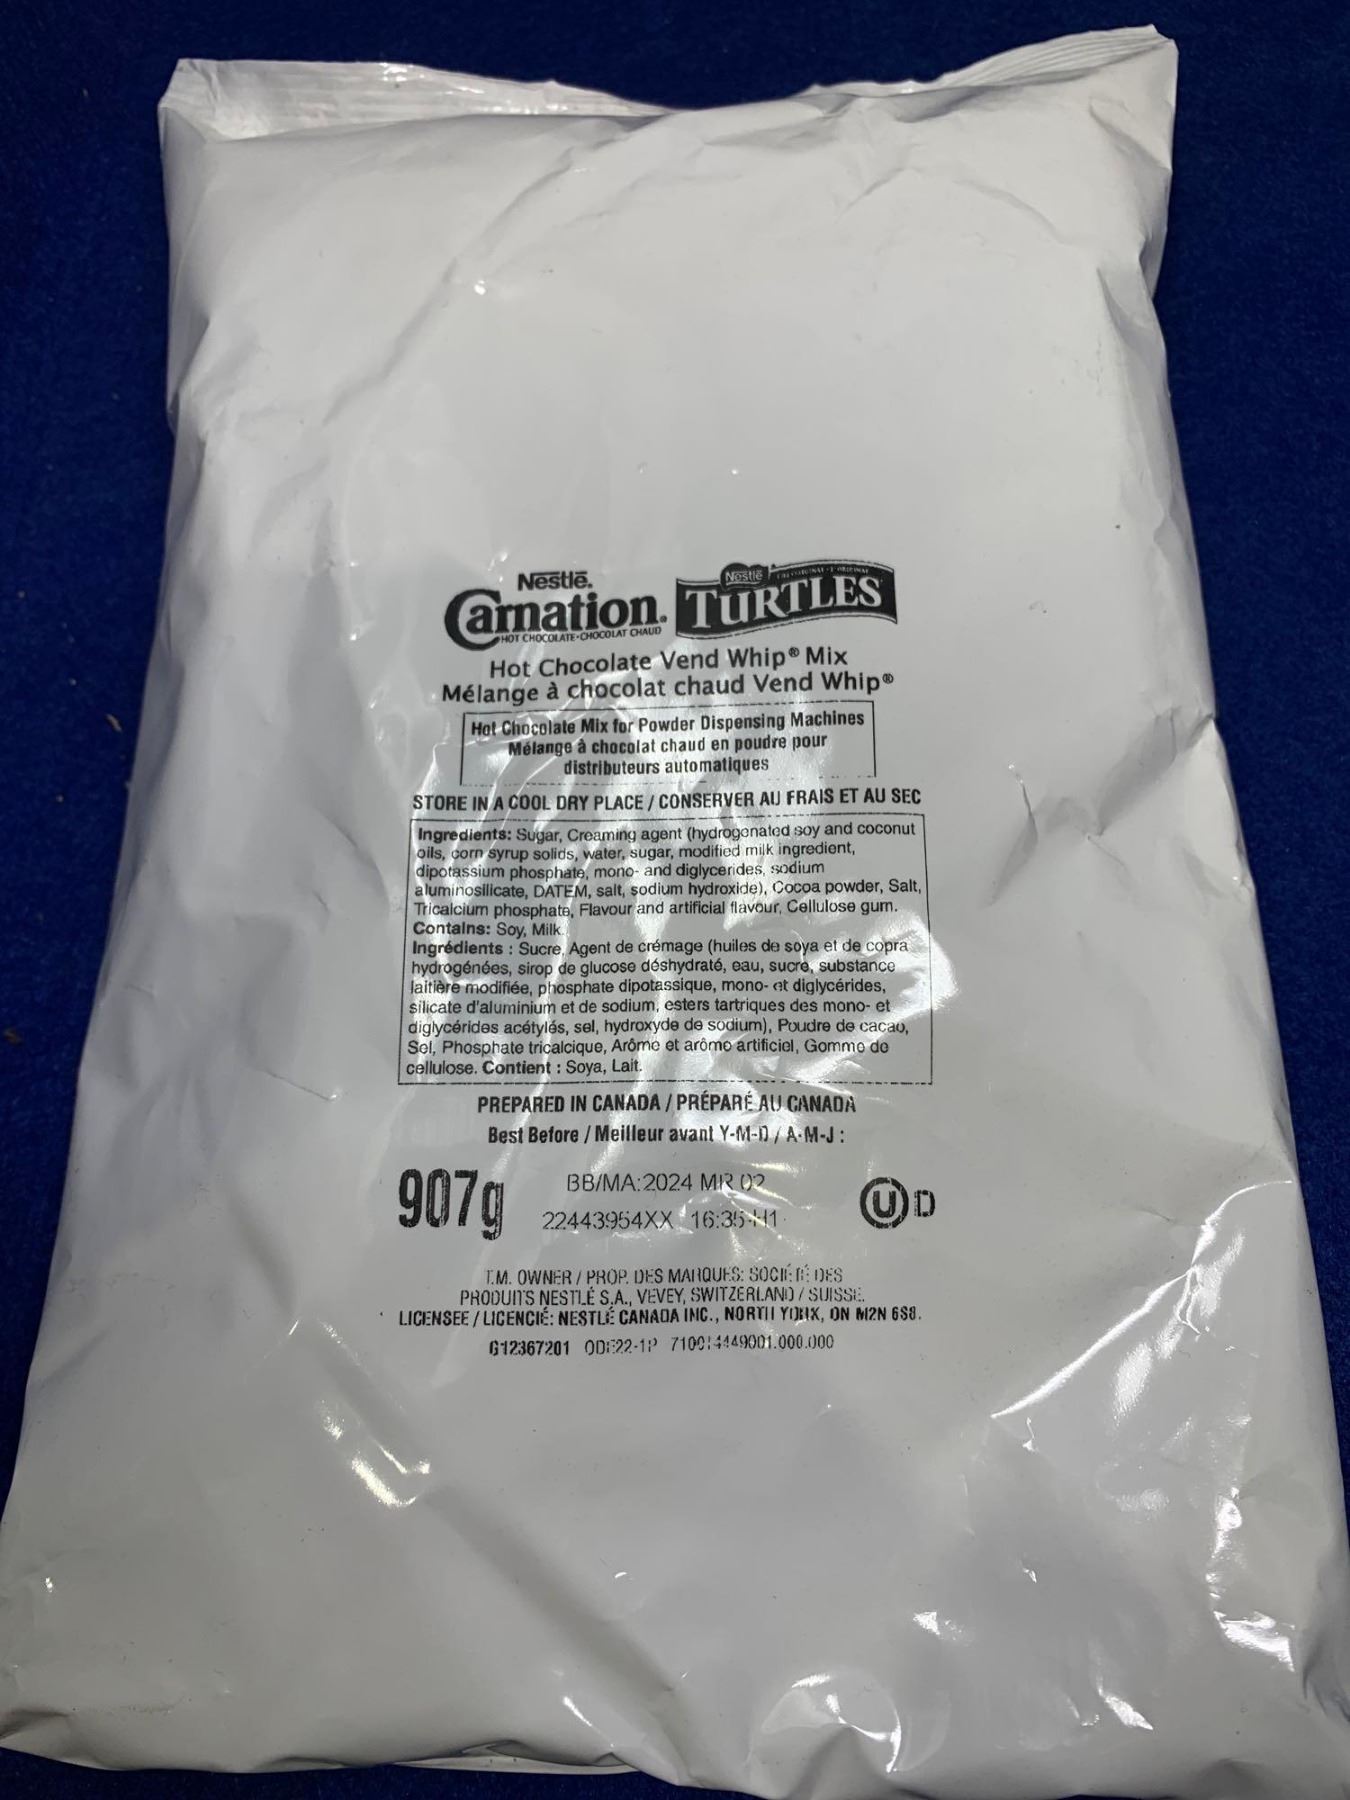 Nestlē.
Carnation®
HOT CHOCOLATE•CHOCOLAT CHAUD
Nestlē
TURTLES
Hot Chocolate Vend Whip® Mix
Mélange à chocolat chaud Vend Whip®
Hot Chocolate Mix for Powder Dispensing Machines
Mélange à chocolat chaud en poudre pour
distributeurs automatiques
STORE IN A COOL DRY PLACE / CONSERVER AU FRAIS ET AU SEC
Ingredients: Sugar, Creaming agent (hydrogenated soy and coconut
oils, corn syrup solids, water, sugar, modified milk ingredient,
dipotassium phosphate, mono- and diglycerides, sodium
aluminosilicate, DATEM, salt, sodium hydroxide), Cocoa powder, Salt,
Tricalcium phosphate, Flavour and artificial flavour, Cellulose gum.
Contains: Soy, Milk.
Ingrédients : Sucre, Agent de crémage (huiles de soya et de copra
hydrogénées, sirop de glucose déshydraté, eau, sucre, substance
laitière modifiée, phosphate dipotassique, mono- et diglycérides,
silicate d'aluminium et de sodium, esters tartriques des mono- et
diglycérides acétylés, sel, hydroxyde de sodium), Poudre de cacao,
Sel, Phosphate tricalcique, Arôme et arôme artificiel, Gomme de
cellulose. Contient : Soya, Lait.
PREPARED IN CANADA / PRÉPARÉ AU CANADA
Best Before / Meilleur avant Y-M-D / A-M-J :
907g
BB/MA:2024 MR 02
22443954XX 16:35 H1
U D
T.M. OWNER / PROP. DES MARQUES: SOCIÉTÉ DES
PRODUITS NESTLÉ S.A., VEVEY, SWITZERLAND / SUISSE.
LICENSEE / LICENCIÉ: NESTLÉ CANADA INC., NORTH YORK, ON M2N 6S8.
G12367201